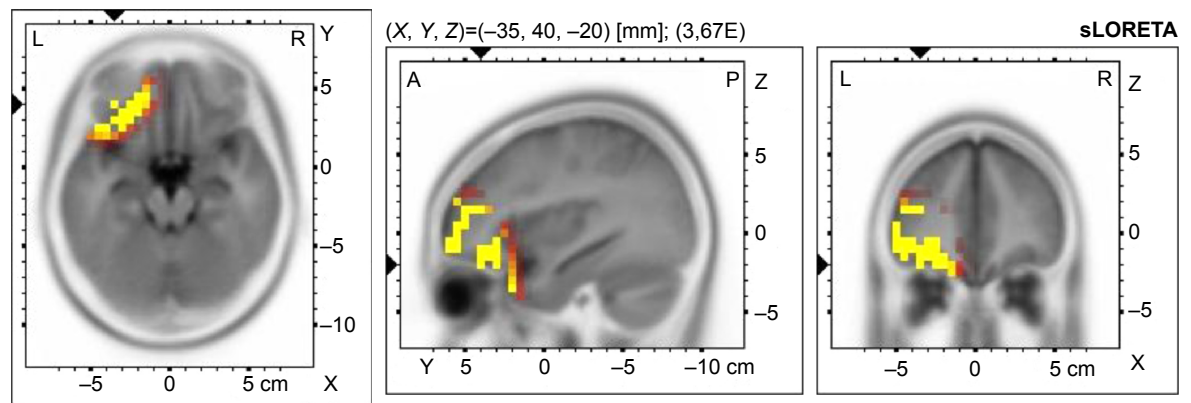 (X, Y, Z)=(–35, 40, –20) [mm]; (3,67E)
sLORETA
L
R
Y
5
0
–5
–10
–5
0
5 cm
X
A
P
Z
5
0
–5
Y
5
0
–5
–10 cm
L
R
Z
5
0
–5
–5
0
5 cm
X